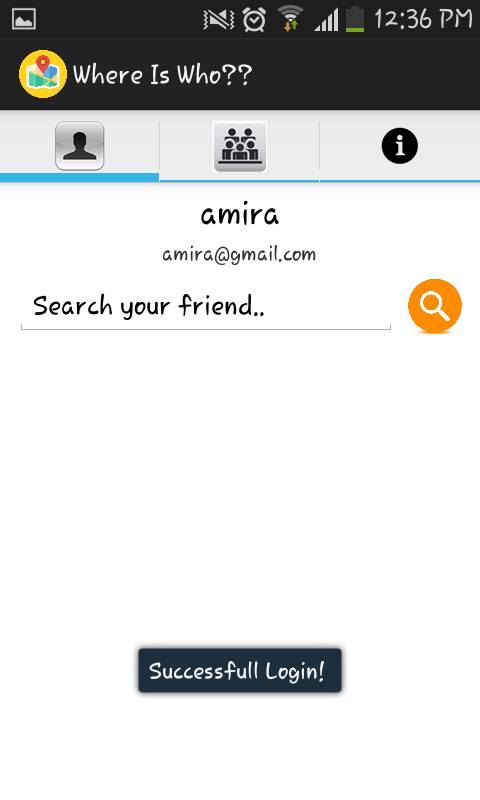 12:36 PM
Where Is Who??
amira
amira@gmail.com
Search your friend..
Successfull Login!